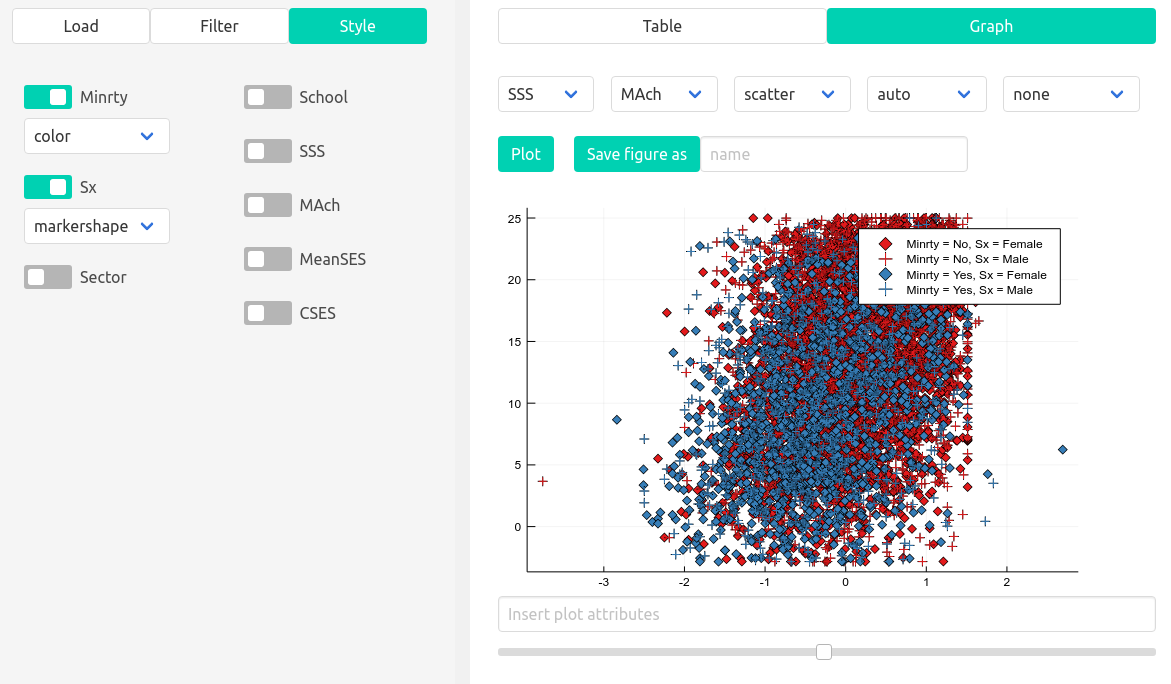 Load Filter Style
Table Graph
Minrty
color
Sx
markershape
Sector
School
SSS
MAch
MeanSES
CSES
SSS MAch scatter auto none
Plot Save figure as name
25
20
15
10
5
0
Minrty = No, Sx = Female
Minrty = No, Sx = Male
Minrty = Yes, Sx = Female
Minrty = Yes, Sx = Male
-3 -2 -1 0 1 2
Insert plot attributes